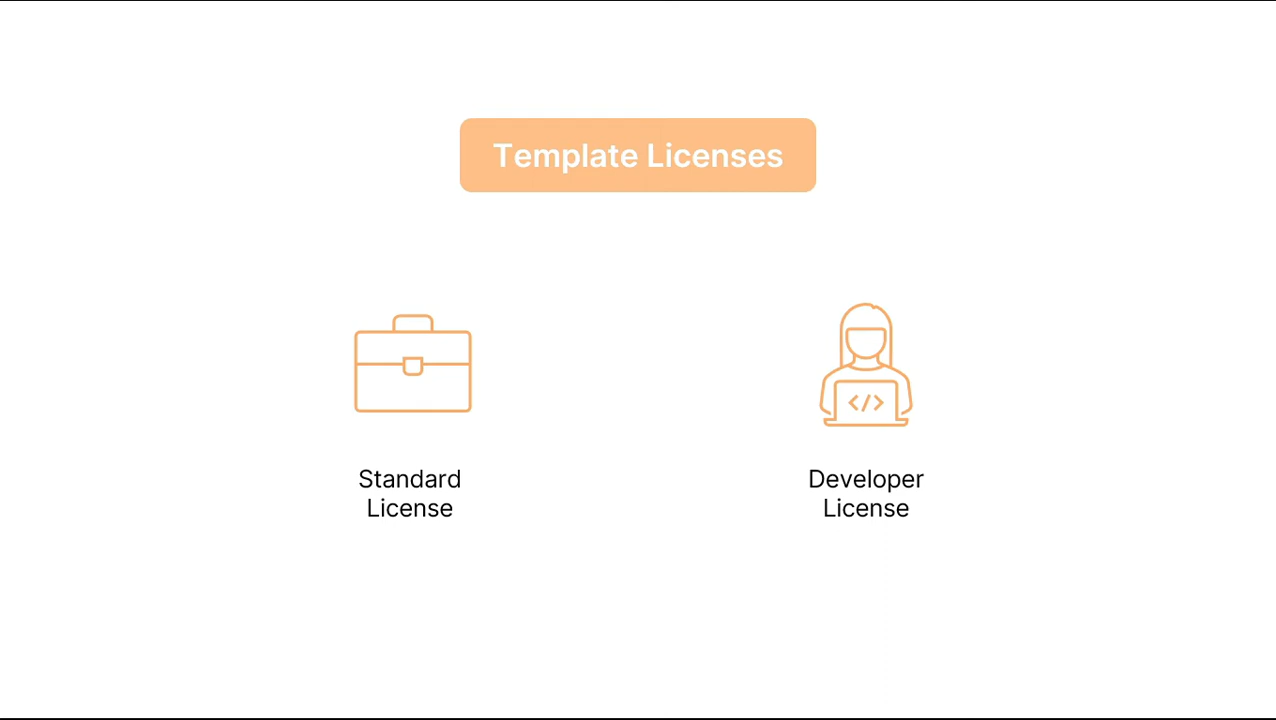 Template Licenses
</>
Standard
License
Developer
License